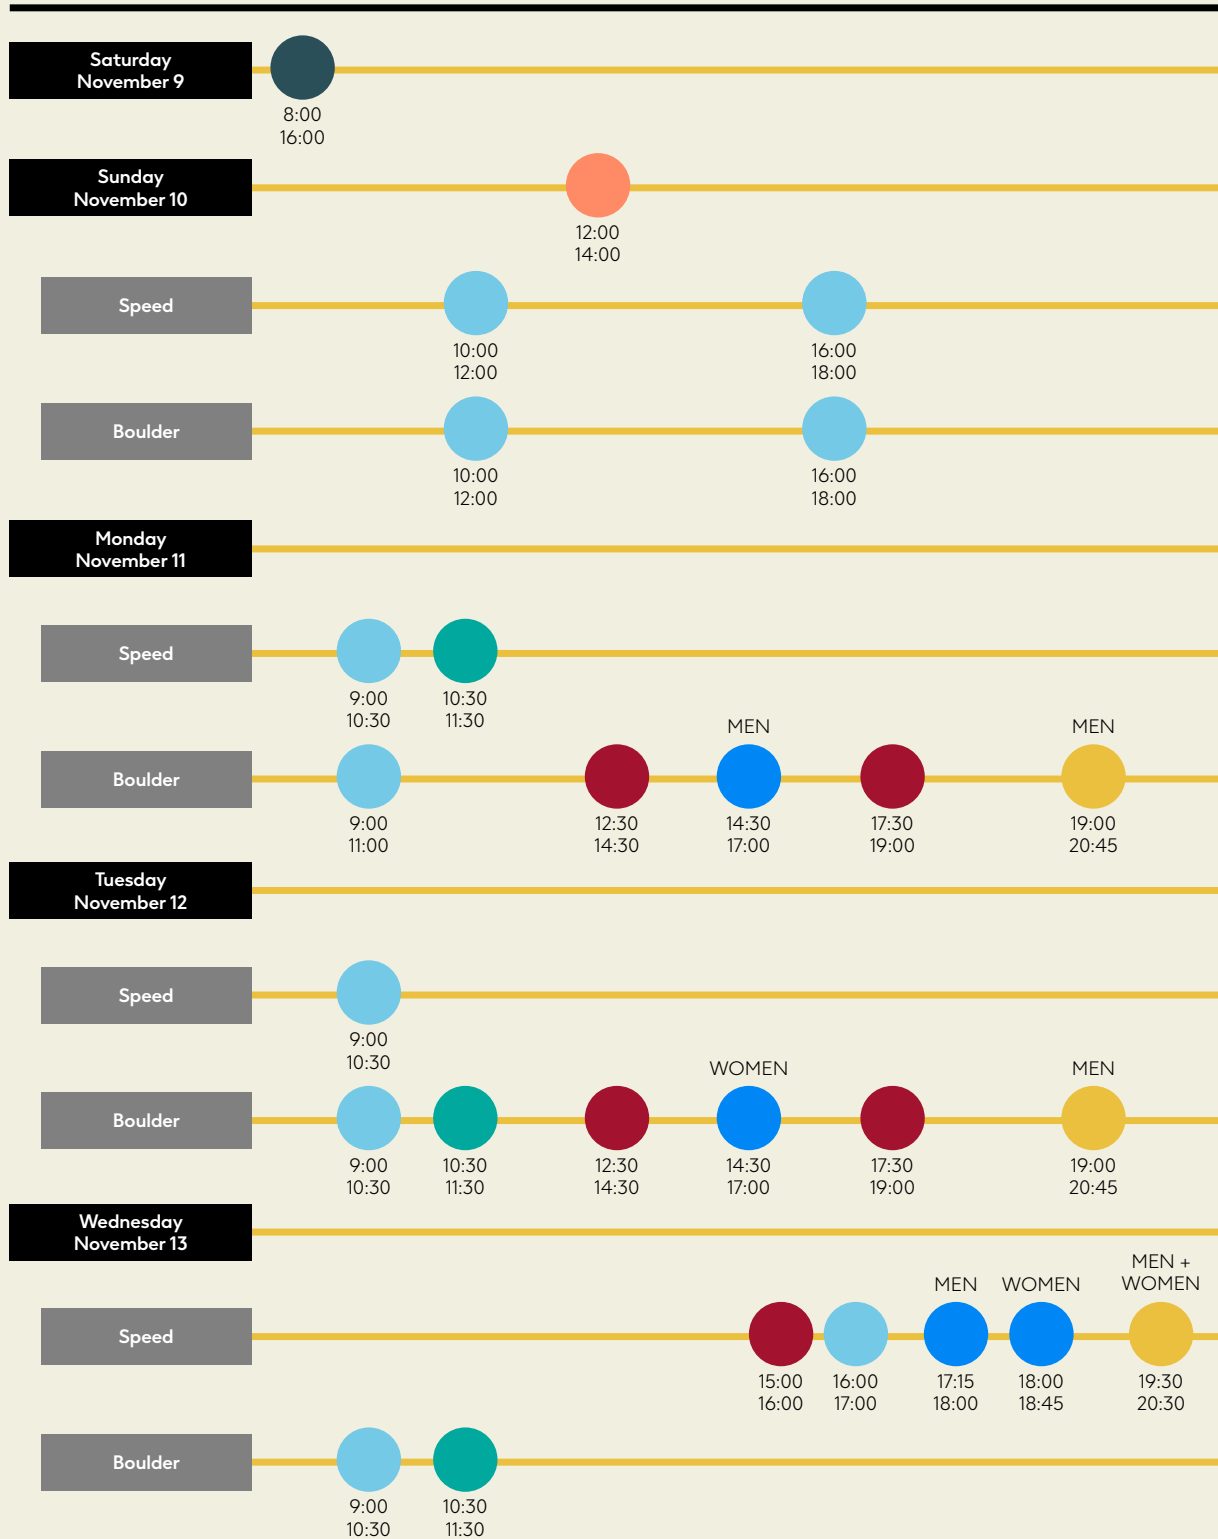 Saturday
November 9
8:00
16:00
Sunday
November 10
12:00
14:00
Speed
10:00
12:00
16:00
18:00
Boulder
10:00
12:00
16:00
18:00
Monday
November 11
Speed
9:00
10:30
10:30
11:30
Boulder
9:00
11:00
12:30
14:30
MEN
14:30
17:00
17:30
19:00
MEN
19:00
20:45
Tuesday
November 12
Speed
9:00
10:30
Boulder
9:00
10:30
10:30
11:30
12:30
14:30
WOMEN
14:30
17:00
17:30
19:00
MEN
19:00
20:45
Wednesday
November 13
Speed
15:00
16:00
16:00
17:00
MEN
17:15
18:00
WOMEN
18:00
18:45
MEN +
WOMEN
19:30
20:30
Boulder
9:00
10:30
10:30
11:30